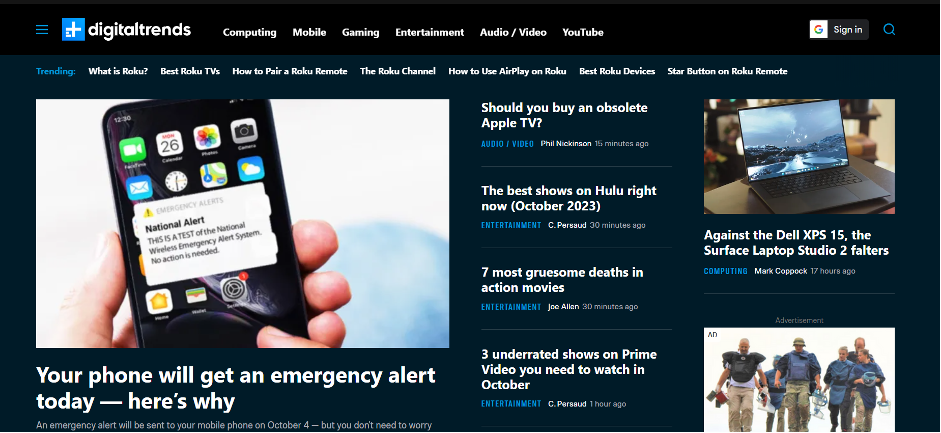 digitaltrends
Computing Mobile Gaming Entertainment Audio / Video YouTube
Sign in
Trending: What is Roku? Best Roku TVs How to Pair a Roku Remote The Roku Channel How to Use AirPlay on Roku Best Roku Devices Star Button on Roku Remote
12:30
MON
26
FaceTime Calendar Photos Camera
EMERGENCY ALERTS
National Alert
THIS IS A TEST of the National
Wireless Emergency Alert System.
No action is needed.
Home Wallet Settings
Your phone will get an emergency alert
today — here's why
An emergency alert will be sent to your mobile phone on October 4 — but you don't need to worry
Should you buy an obsolete
Apple TV?
AUDIO / VIDEO Phil Nickinson 15 minutes ago
The best shows on Hulu right
now (October 2023)
ENTERTAINMENT C. Persaud 30 minutes ago
7 most gruesome deaths in
action movies
ENTERTAINMENT Joe Allen 30 minutes ago
3 underrated shows on Prime
Video you need to watch in
October
ENTERTAINMENT C. Persaud 1 hour ago
Against the Dell XPS 15, the
Surface Laptop Studio 2 falters
COMPUTING Mark Coppock 17 hours ago
Advertisement
AD